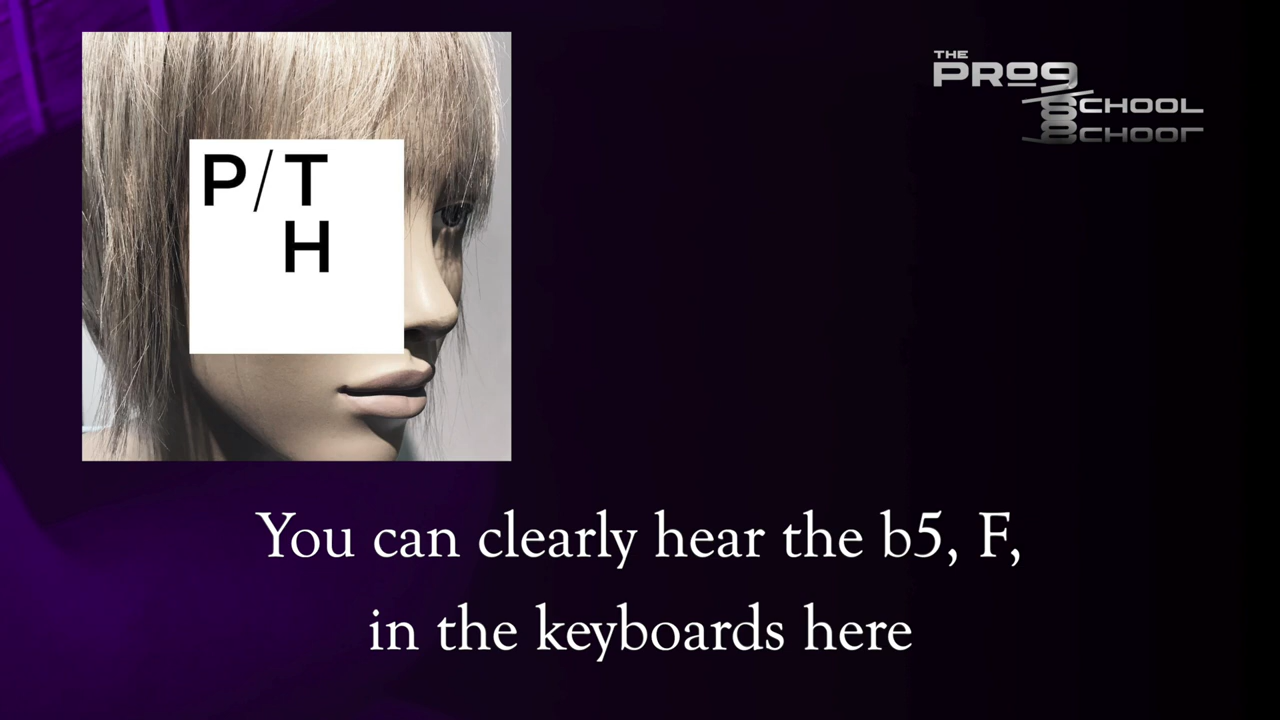 THE
PROG
SCHOOL
P/T
H
You can clearly hear the b5, F,
in the keyboards here